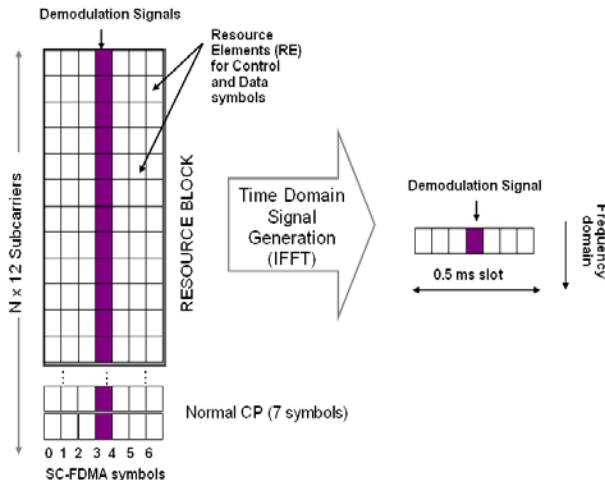 Demodulation Signals
Resource
Elements (RE)
for Control
and Data
symbols
N x 12 Subcarriers
RESOURCE BLOCK
Time Domain
Signal
Generation
(IFFT)
Demodulation Signal
Frequency
domain
0.5 ms slot
Normal CP (7 symbols)
0 1 2 3 4 5 6
SC-FDMA symbols